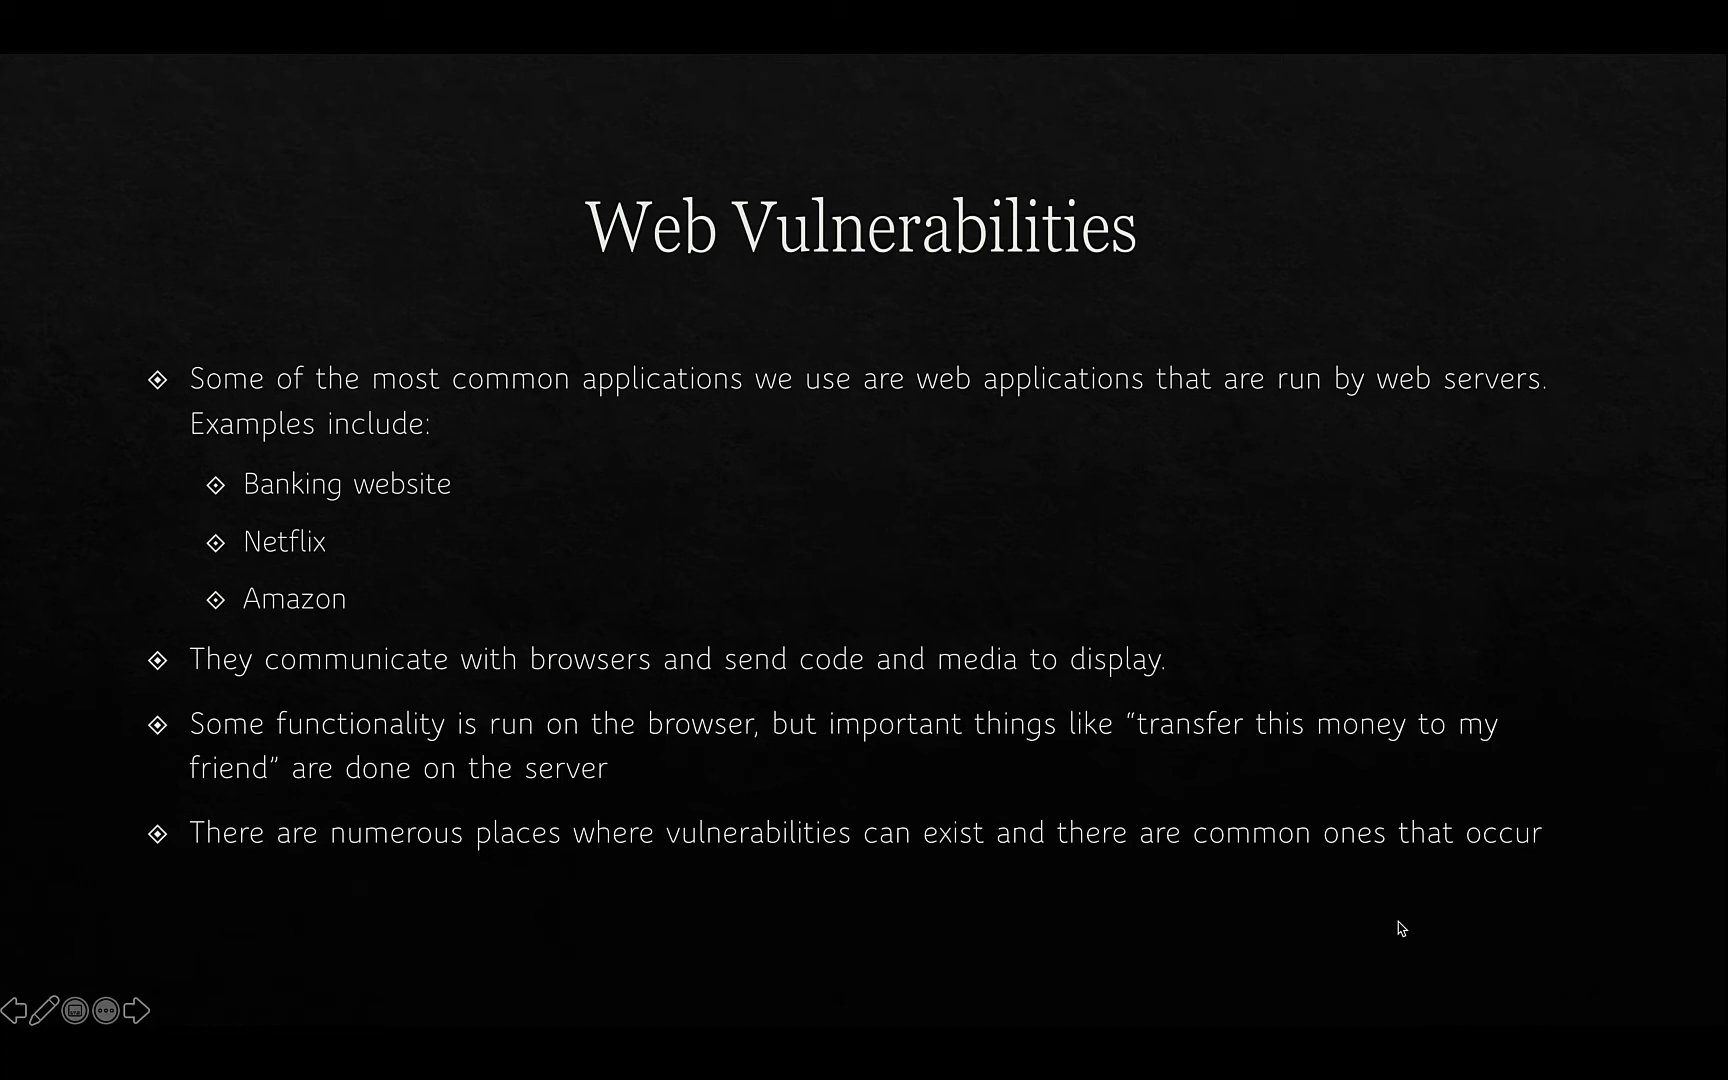 Web Vulnerabilities
Some of the most common applications we use are web applications that are run by web servers.
Examples include:
Banking website
Netflix
Amazon
They communicate with browsers and send code and media to display.
Some functionality is run on the browser, but important things like “transfer this money to my
friend” are done on the server
There are numerous places where vulnerabilities can exist and there are common ones that occur